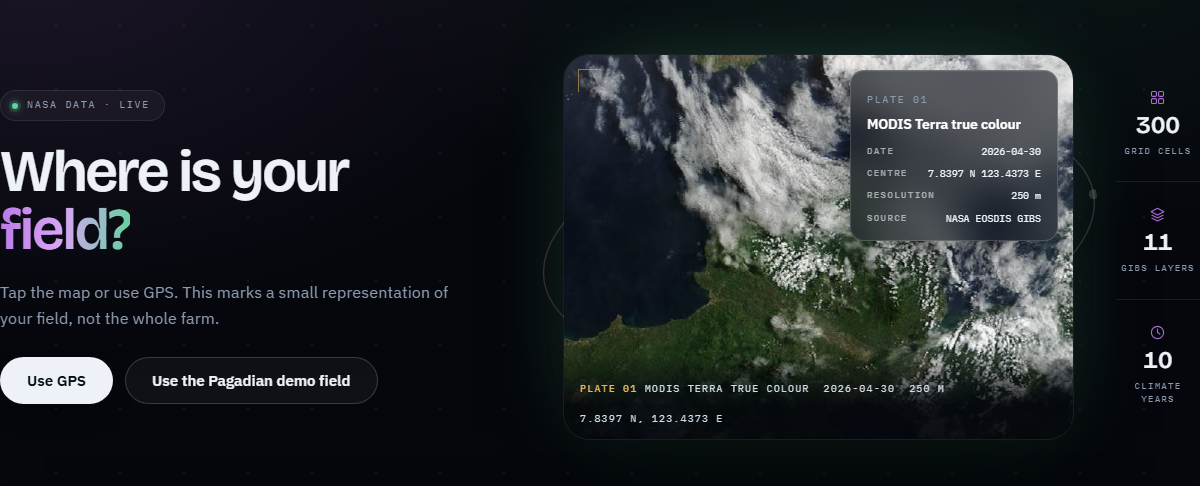 NASA DATA · LIVE
Where is your
field?
Tap the map or use GPS. This marks a small representation of
your field, not the whole farm.
Use GPS
Use the Pagadian demo field
PLATE 01
MODIS Terra true colour
DATE 2026-04-30
CENTRE 7.8397 N 123.4373 E
RESOLUTION 250 m
SOURCE NASA EOSDIS GIBS
PLATE 01 MODIS TERRA TRUE COLOUR 2026-04-30 250 M
7.8397 N, 123.4373 E
300
GRID CELLS
11
GIBS LAYERS
10
CLIMATE
YEARS